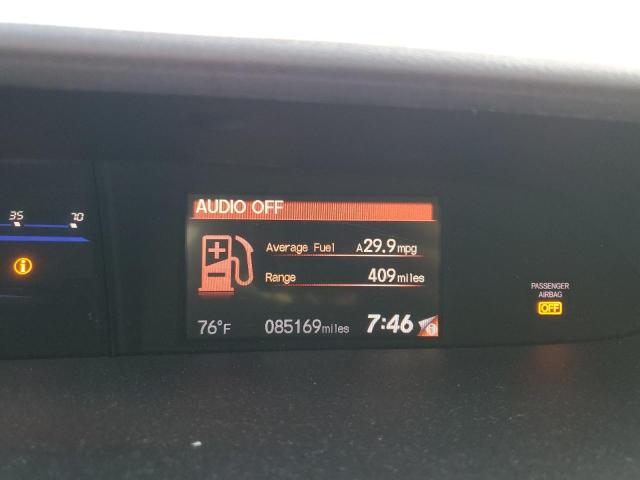 AUDIO OFF
35 70
Average Fuel A29.9mpg
Range 409miles
PASSENGER
AIRBAG
OFF
76°F 085169miles 7:46